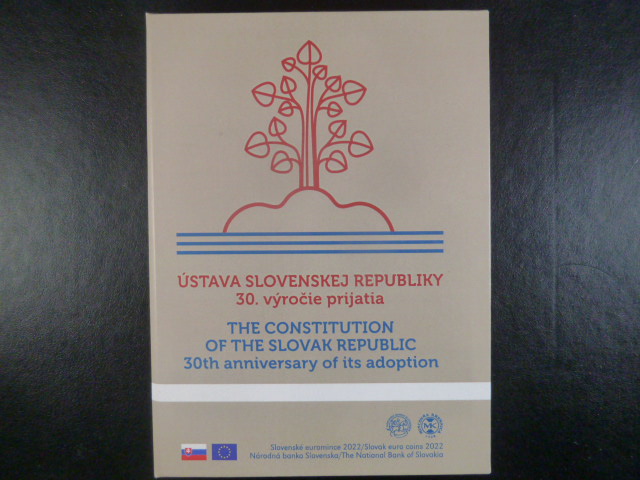 ÚSTAVA SLOVENSKEJ REPUBLIKY
30. výročie prijatia
THE CONSTITUTION
OF THE SLOVAK REPUBLIC
30th anniversary of its adoption
Slovenské euromince 2022/Slovak euro coins 2022
Národná banka Slovenska/The National Bank of Slovakia